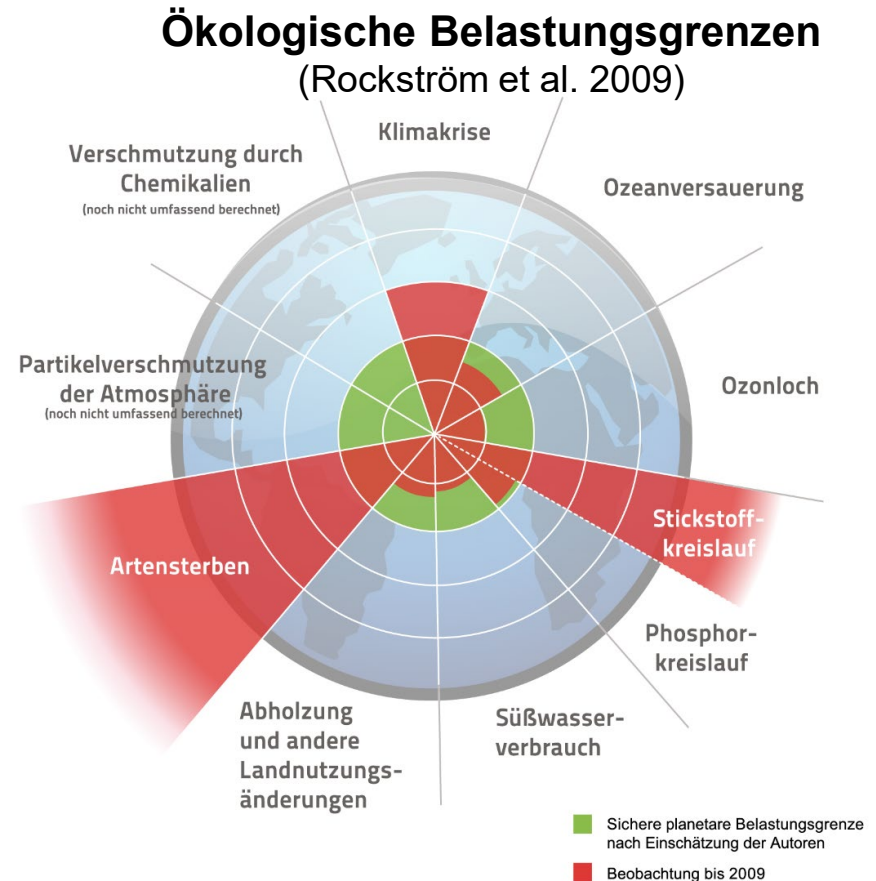 Ökologische Belastungsgrenzen
(Rockström et al. 2009)
Klimakrise
Verschmutzung durch
Chemikalien
(noch nicht umfassend berechnet)
Ozeanversauerung
Partikelverschmutzung
der Atmosphäre
(noch nicht umfassend berechnet)
Ozonloch
Stickstoff-
kreislauf
Artensterben
Phosphor-
kreislauf
Abholzung
und andere
Landnutzungs-
änderungen
Süßwasser-
verbrauch
Sichere planetare Belastungsgrenze
nach Einschätzung der Autoren
Beobachtung bis 2009